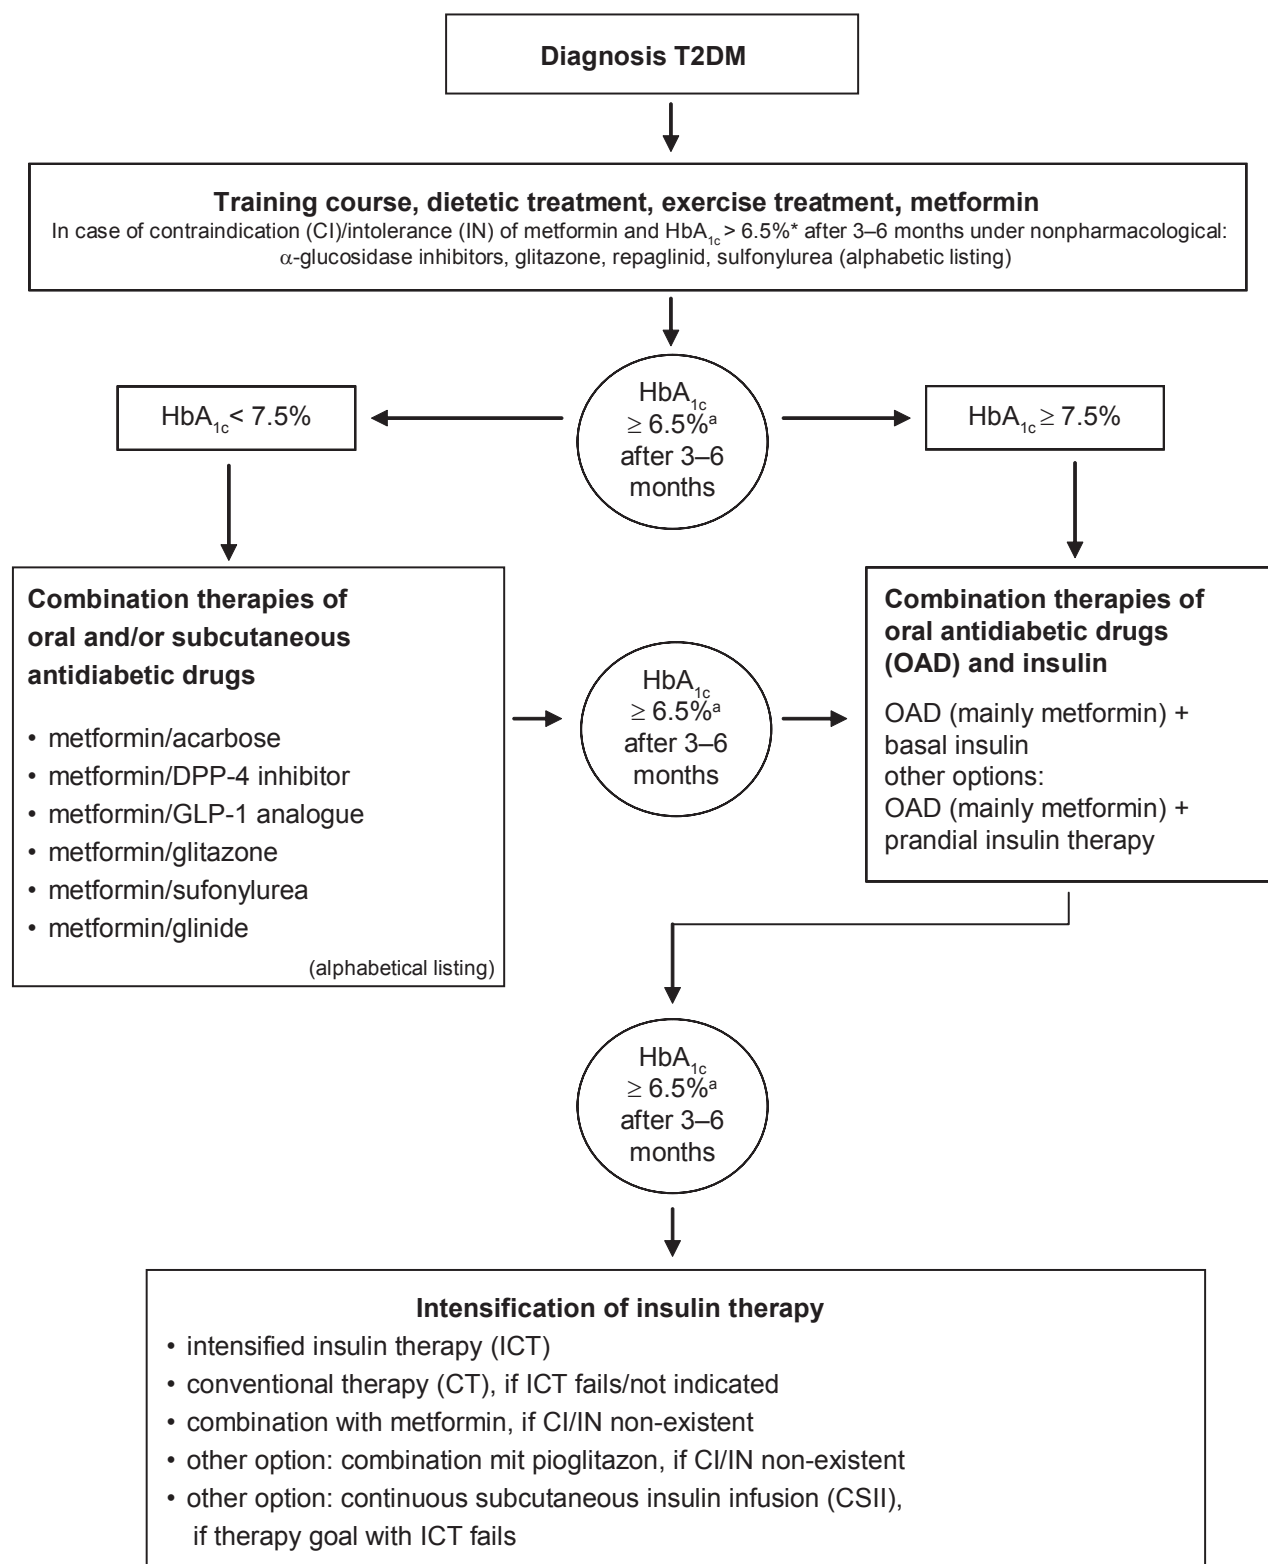 Diagnosis T2DM
Training course, dietetic treatment, exercise treatment, metformin
In case of contraindication (CI)/intolerance (IN) of metformin and HbA1c > 6.5%* after 3–6 months under nonpharmacological:
α-glucosidase inhibitors, glitazone, repaglinid, sulfonylurea (alphabetic listing)
HbA1c < 7.5%
HbA1c
≥ 6.5%a
after 3–6
months
HbA1c ≥ 7.5%
Combination therapies of
oral and/or subcutaneous
antidiabetic drugs
• metformin/acarbose
• metformin/DPP-4 inhibitor
• metformin/GLP-1 analogue
• metformin/glitazone
• metformin/sufonylurea
• metformin/glinide
(alphabetical listing)
HbA1c
≥ 6.5%a
after 3–6
months
Combination therapies of
oral antidiabetic drugs
(OAD) and insulin
OAD (mainly metformin) +
basal insulin
other options:
OAD (mainly metformin) +
prandial insulin therapy
HbA1c
≥ 6.5%a
after 3–6
months
Intensification of insulin therapy
• intensified insulin therapy (ICT)
• conventional therapy (CT), if ICT fails/not indicated
• combination with metformin, if CI/IN non-existent
• other option: combination mit pioglitazon, if CI/IN non-existent
• other option: continuous subcutaneous insulin infusion (CSII),
if therapy goal with ICT fails